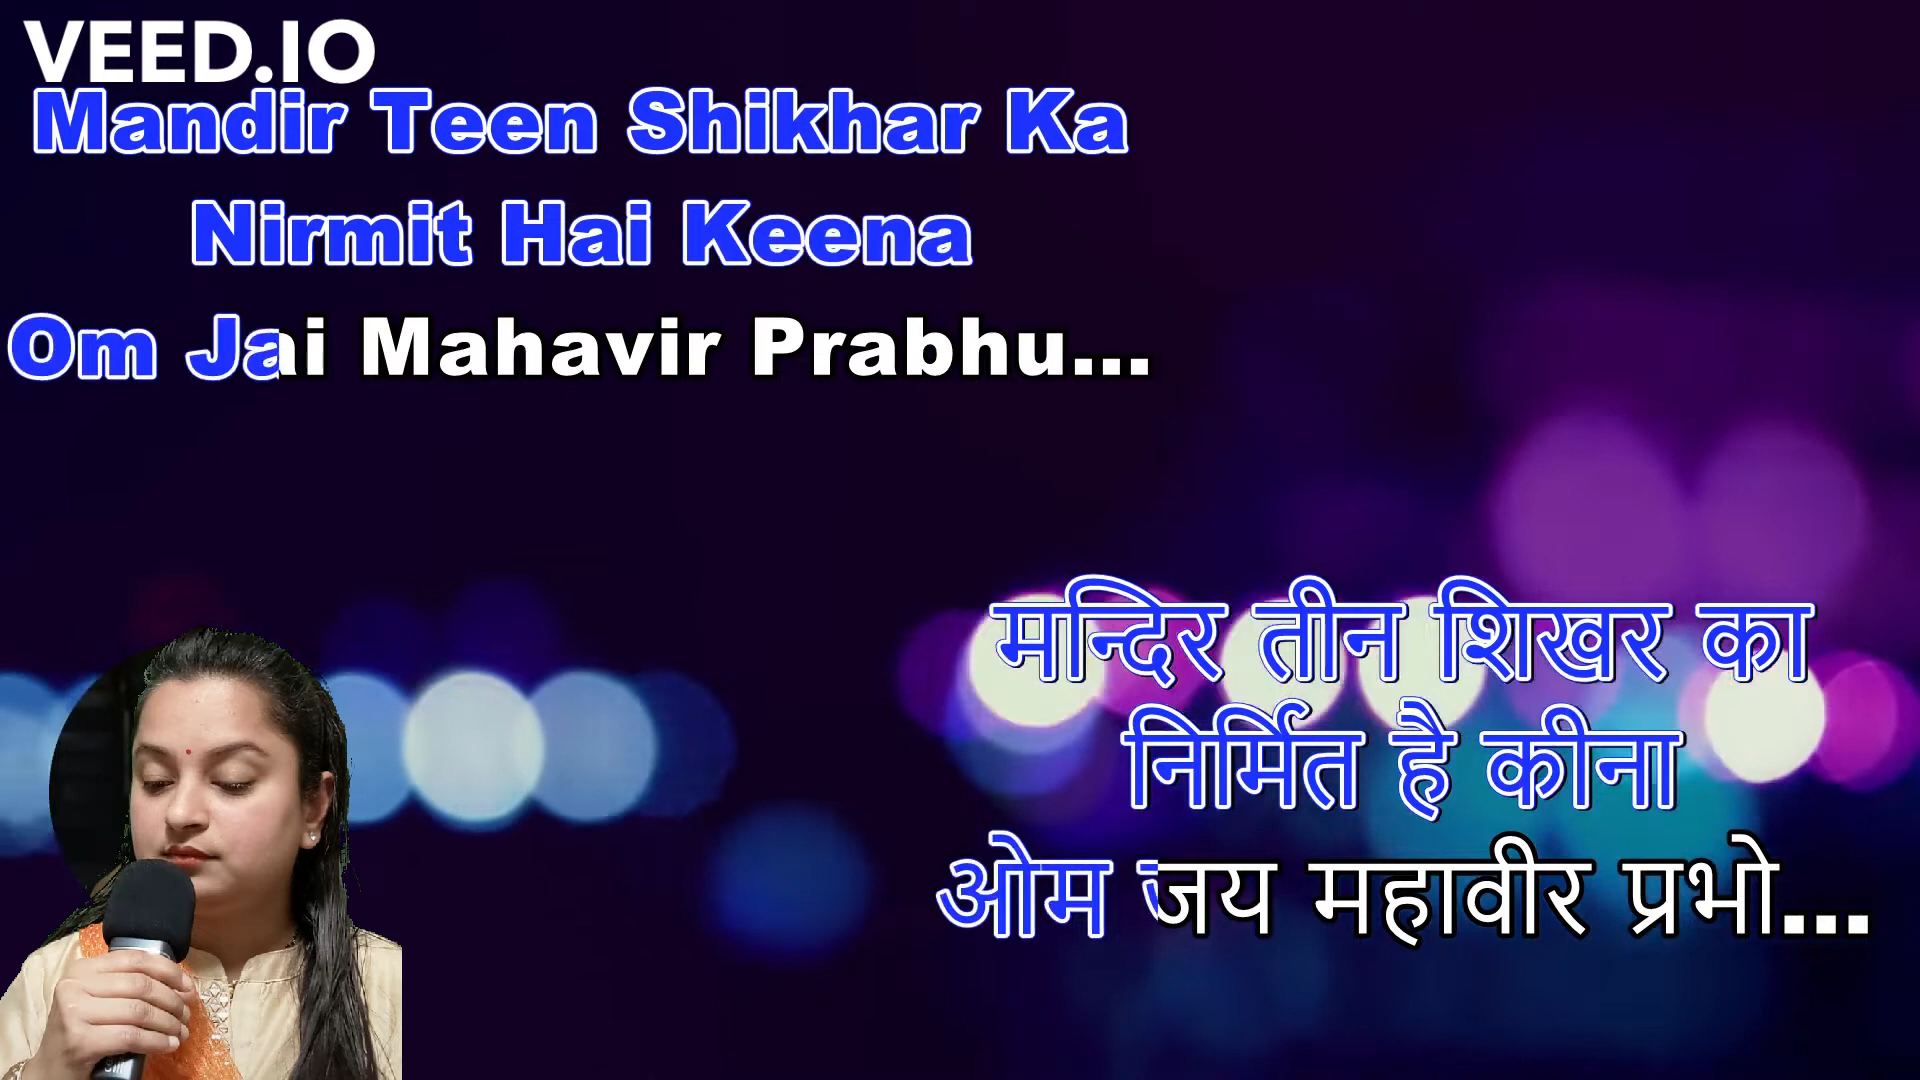 VEED.IO
Mandir Teen Shikhar Ka
Nirmit Hai Keena
Om Jai Mahavir Prabhu...
मन्दिर तीन शिखर का
निर्मित है कीना
ओम जय महावीर प्रभो...